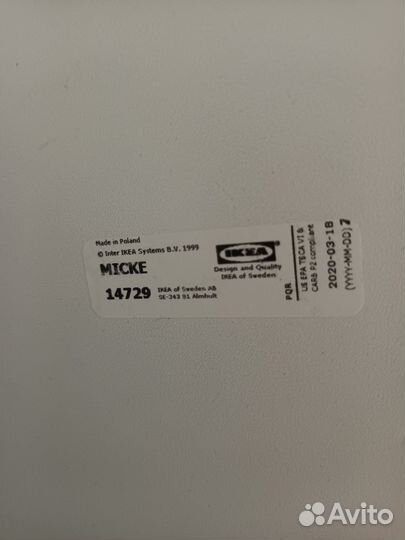 Made in Poland
© Inter IKEA Systems B.V. 1999
MICKE
14729
IKEA of Sweden AB
SE-343 81 Älmhult
IKEA
Design and Quality
IKEA of Sweden
PQR
US EPA TSCA VI &
CARB P2 compliant
2020-03-18
(YYYY-MM-DD)
Avito